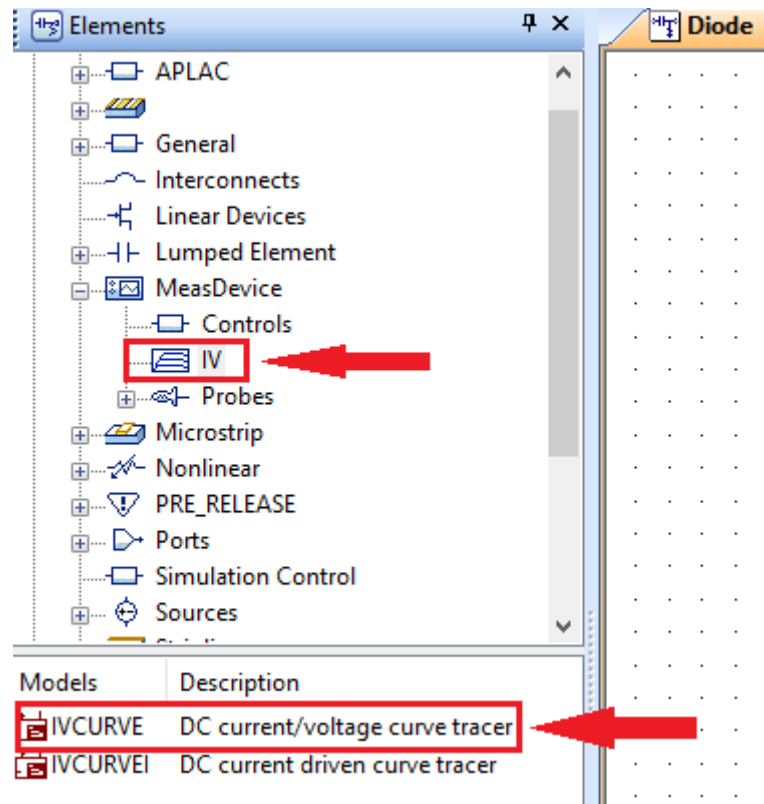 Elements
Diode
APLAC
General
Interconnects
Linear Devices
Lumped Element
MeasDevice
Controls
IV
Probes
Microstrip
Nonlinear
PRE_RELEASE
Ports
Simulation Control
Sources
Models Description
IVCURVE DC current/voltage curve tracer
IVCURVEI DC current driven curve tracer